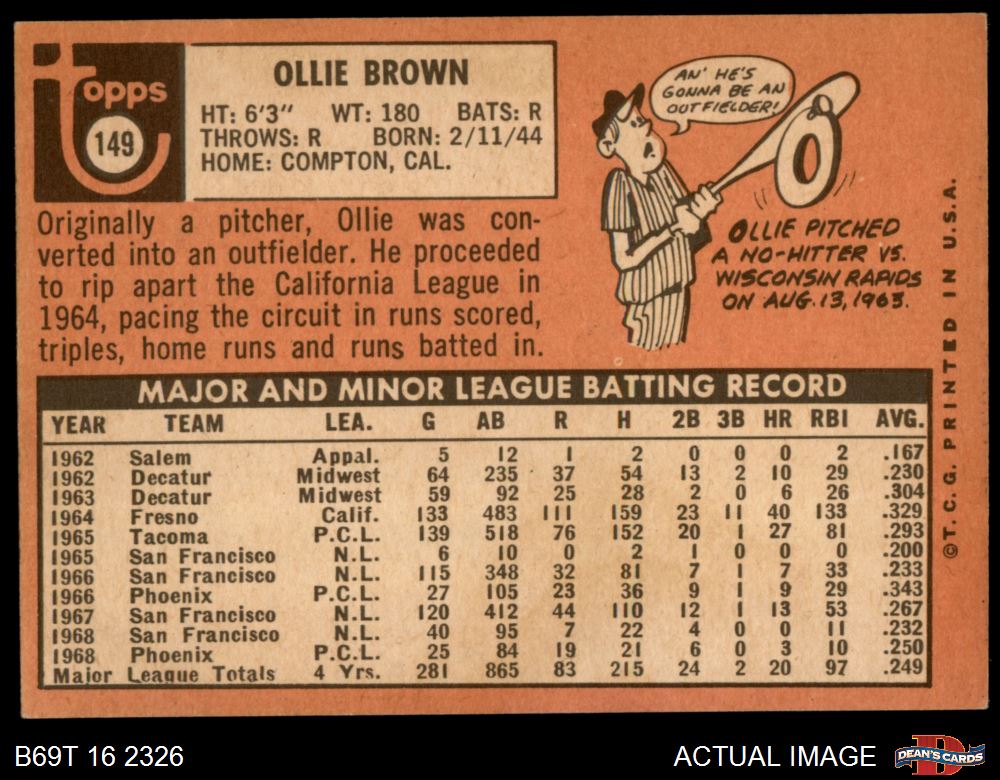 topps
149
OLLIE BROWN
HT: 6'3" WT: 180 BATS: R
THROWS: R BORN: 2/11/44
HOME: COMPTON, CAL.
Originally a pitcher, Ollie was con-
verted into an outfielder. He proceeded
to rip apart the California League in
1964, pacing the circuit in runs scored,
triples, home runs and runs batted in.
AN' HE'S
GONNA BE AN
OUTFIELDER!
OLLIE PITCHED
A NO-HITTER VS.
WISCONSIN RAPIDS
ON AUG. 13, 1963.
©T. C. G. PRINTED IN U.S.A.
MAJOR AND MINOR LEAGUE BATTING RECORD
YEAR TEAM LEA. G AB R H 2B 3B HR RBI AVG.
1962 Salem Appal. 5 12 1 2 0 0 0 2 .167
1962 Decatur Midwest 64 235 37 54 13 2 10 29 .230
1963 Decatur Midwest 59 92 25 28 2 0 6 26 .304
1964 Fresno Calif. 133 483 111 159 23 11 40 133 .329
1965 Tacoma P.C.L. 139 518 76 152 20 1 27 81 .293
1965 San Francisco N.L. 6 10 0 2 1 0 0 0 .200
1966 San Francisco N.L. 115 348 32 81 7 1 7 33 .233
1966 Phoenix P.C.L. 27 105 23 36 9 1 9 29 .343
1967 San Francisco N.L. 120 412 44 110 12 1 13 53 .267
1968 San Francisco N.L. 40 95 7 22 4 0 0 11 .232
1968 Phoenix P.C.L. 25 84 19 21 6 0 3 10 .250
Major League Totals 4 Yrs. 281 865 83 215 24 2 20 97 .249
B69T 16 2326
ACTUAL IMAGE
D
DEAN'S CARDS